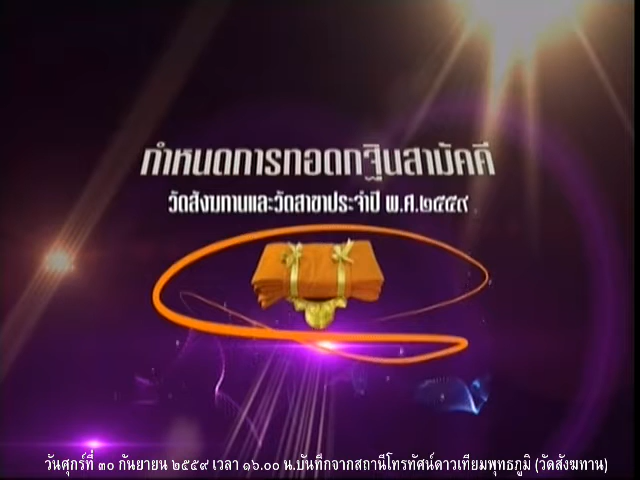 กำหนดการทอดกฐินสามัคคี
วัดสังฆทานและวัดสาขาประจำปี พ.ศ.๒๕๕๙
วันศุกร์ที่ ๓๐ กันยายน ๒๕๕๙ เวลา ๑๖.๐๐ น.บันทึกจากสถานีโทรทัศน์ดาวเทียมพุทธภูมิ (วัดสังฆทาน)